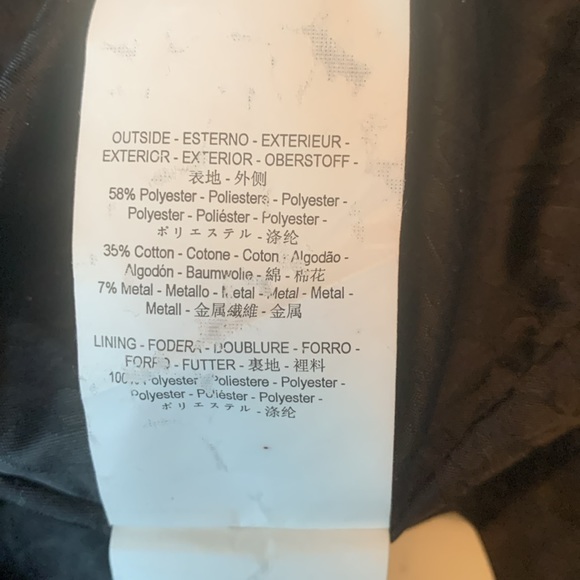 OUTSIDE - ESTERNO - EXTERIEUR -
EXTERIOR - EXTERIOR - OBERSTOFF -
表地 - 外侧
58% Polyester - Poliestere - Polyester -
Polyester - Poliéster - Polyester -
ポリエステル - 涤纶
35% Cotton - Cotone - Coton - Algodão -
Algodón - Baumwolle - 綿 - 棉花
7% Metal - Metallo - Metal - Metal - Metal -
Metall - 金属繊維 - 金属
LINING - FODERA - DOUBLURE - FORRO -
FORRO - FUTTER - 裏地 - 裡料
100% Polyester - Poliestere - Polyester -
Polyester - Poliéster - Polyester -
ポリエステル - 涤纶